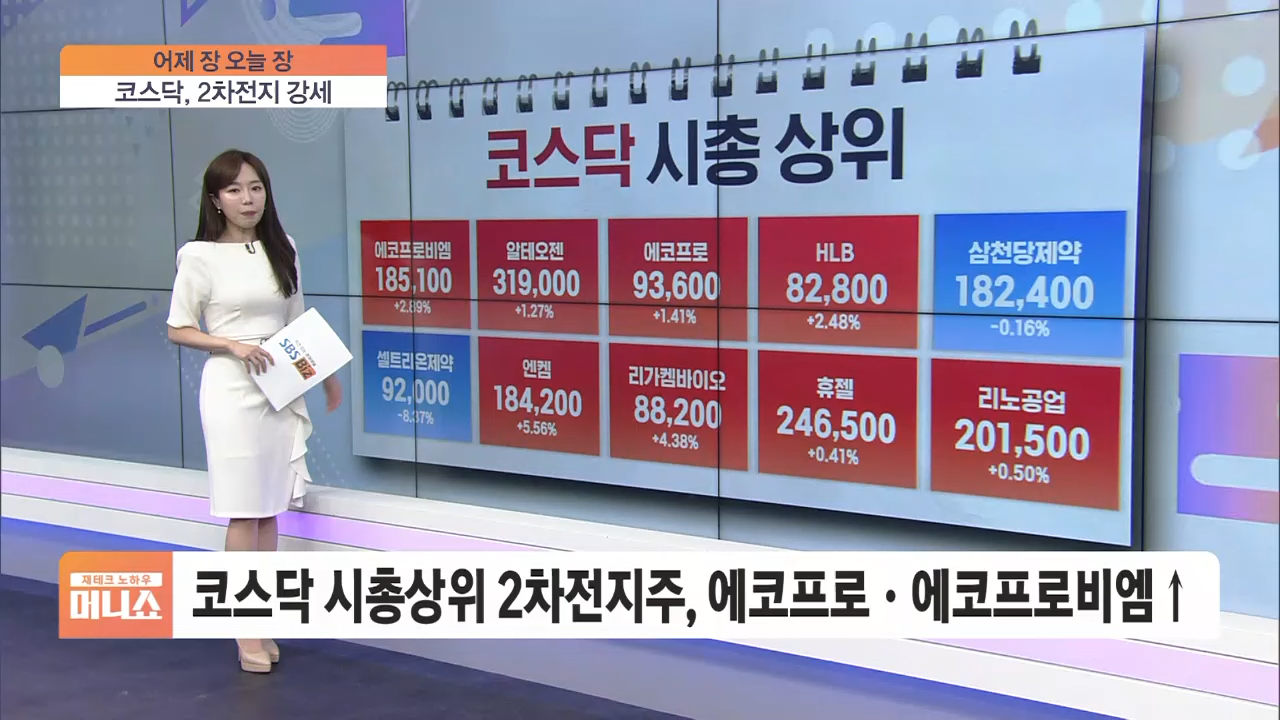 어제 장 오늘 장
코스닥, 2차전지 강세
코스닥 시총 상위
에코프로비엠
185,100
+2.89%
알테오젠
319,000
+1.27%
에코프로
93,600
+1.41%
HLB
82,800
+2.48%
삼천당제약
182,400
-0.16%
셀트리온제약
92,000
-8.37%
엔켐
184,200
+5.56%
리가켐바이오
88,200
+4.38%
휴젤
246,500
+0.41%
리노공업
201,500
+0.50%
SBS Biz
재테크 노하우
머니쇼
코스닥 시총상위 2차전지주, 에코프로·에코프로비엠↑